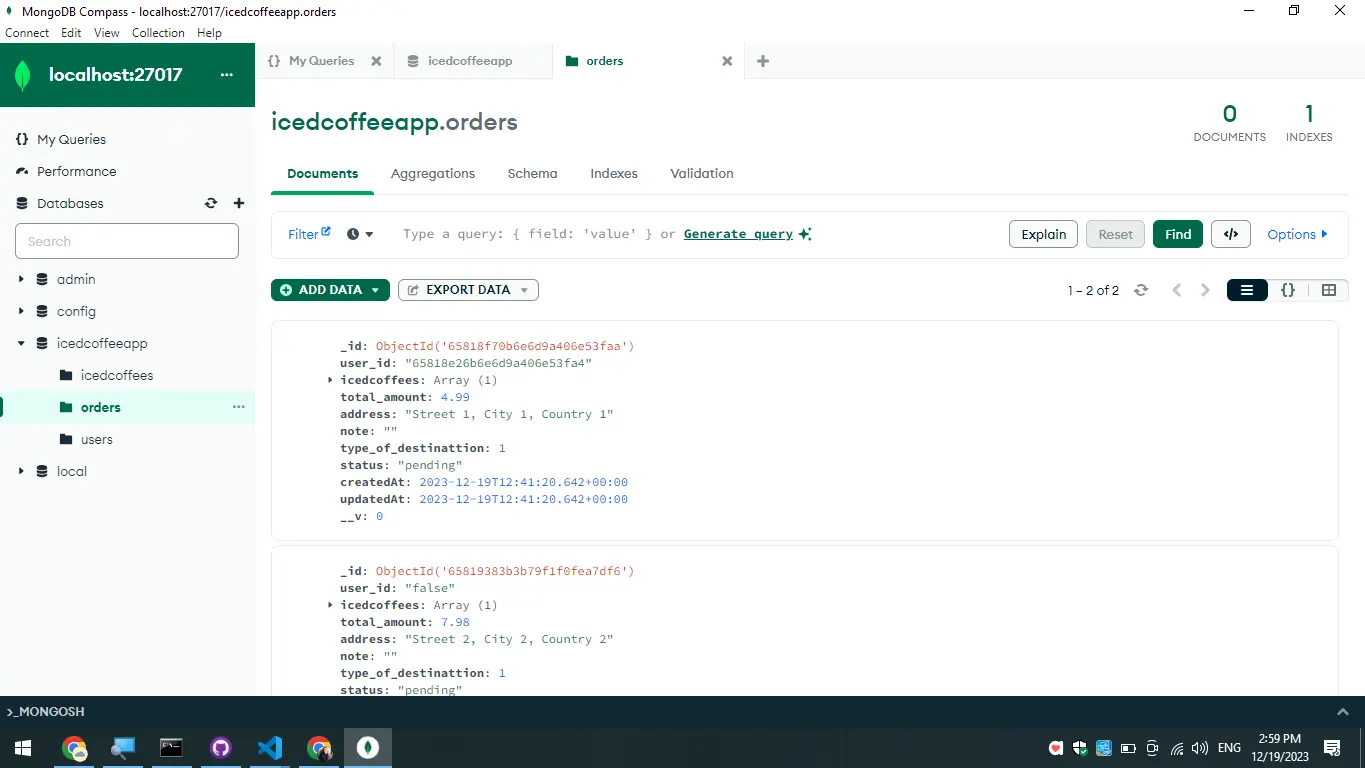 MongoDB Compass - localhost:27017/icedcoffeeapp.orders
Connect Edit View Collection Help
localhost:27017 ...
My Queries
icedcoffeeapp
orders
icedcoffeeapp.orders
0 DOCUMENTS
1 INDEXES
{} My Queries
Performance
Databases
Search
admin
config
icedcoffeeapp
icedcoffees
orders ...
users
local
Documents Aggregations Schema Indexes Validation
Filter Type a query: { field: 'value' } or Generate query Explain Reset Find </> Options
ADD DATA EXPORT DATA 1 – 2 of 2 {}
_id: ObjectId('65818f70b6e6d9a406e53faa')
user_id: "65818e26b6e6d9a406e53fa4"
icedcoffees: Array (1)
total_amount: 4.99
address: "Street 1, City 1, Country 1"
note: ""
type_of_destinattion: 1
status: "pending"
createdAt: 2023-12-19T12:41:20.642+00:00
updatedAt: 2023-12-19T12:41:20.642+00:00
__v: 0
_id: ObjectId('65819383b3b79f1f0fea7df6')
user_id: "false"
icedcoffees: Array (1)
total_amount: 7.98
address: "Street 2, City 2, Country 2"
note: ""
type_of_destinattion: 1
status: "pending"
>_MONGOSH
ENG
2:59 PM
12/19/2023